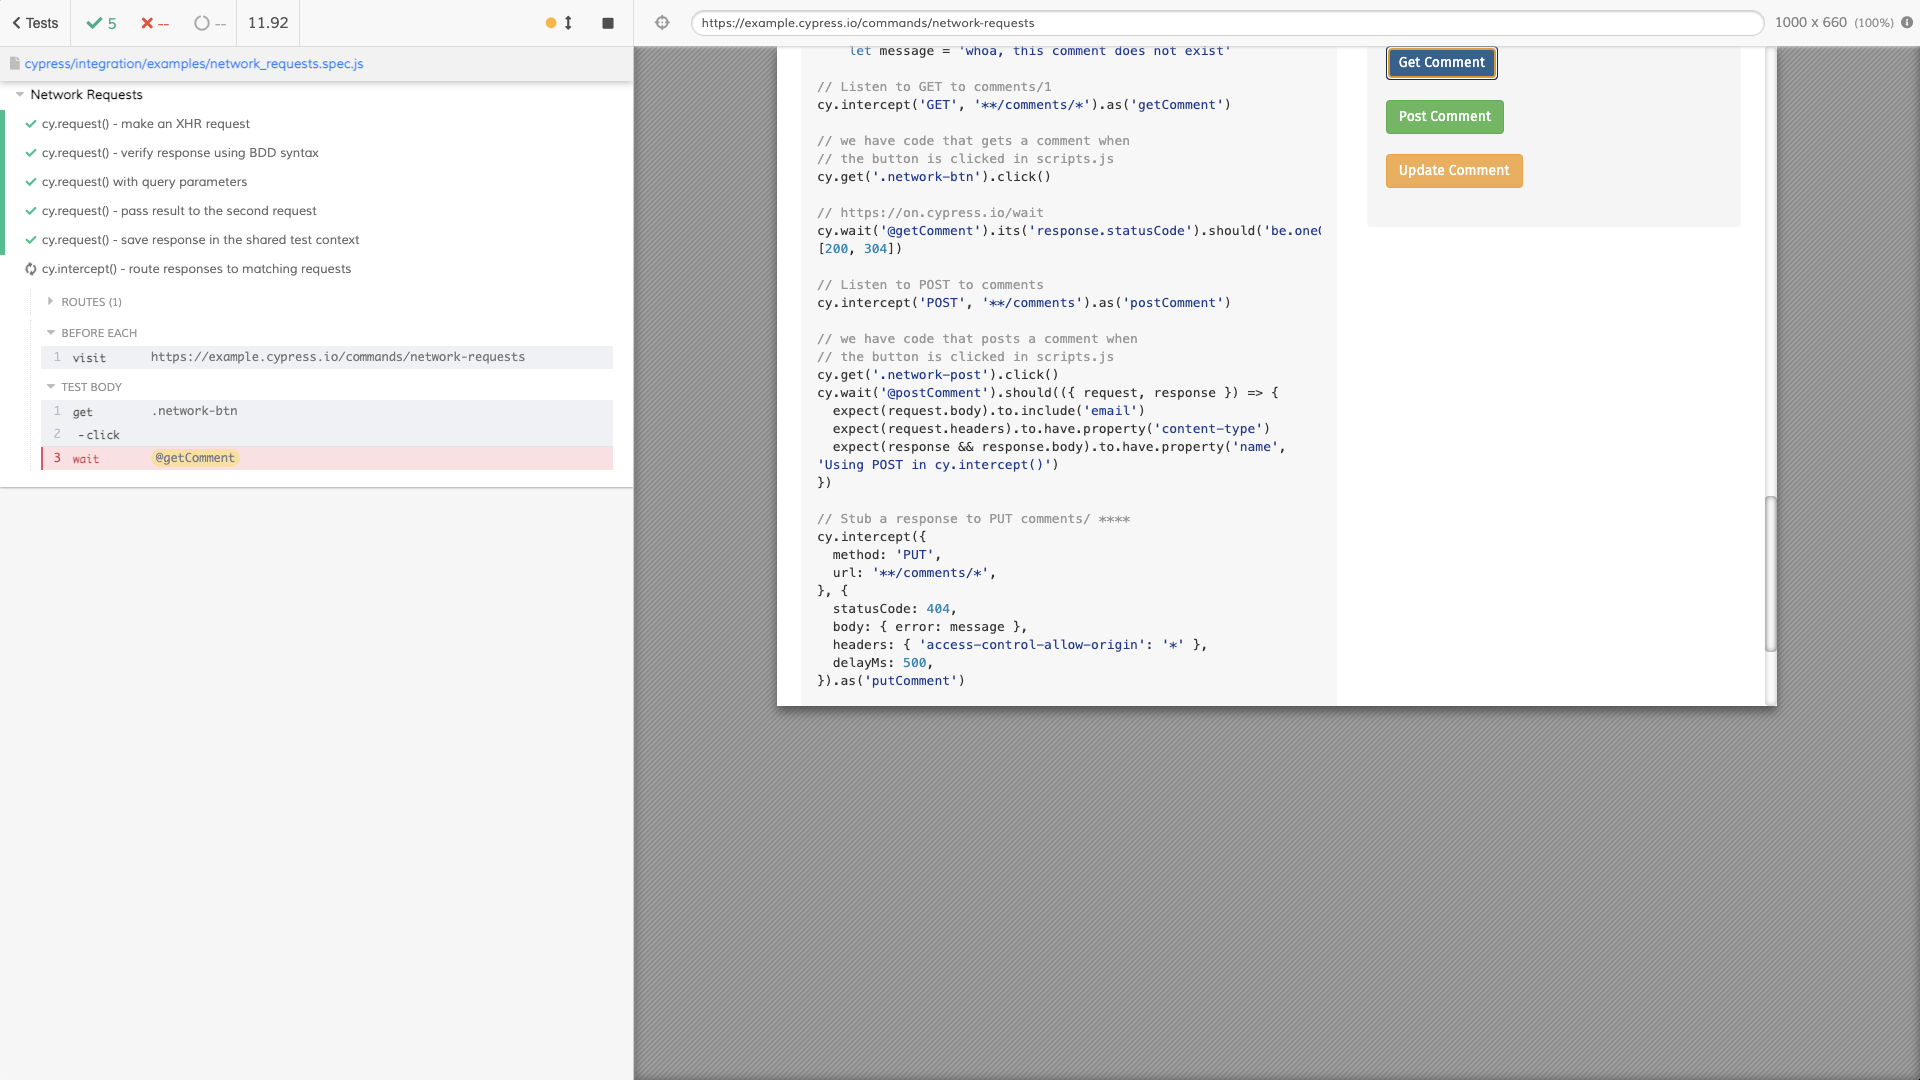 Tests
5
--
--
11.92
https://example.cypress.io/commands/network-requests
1000 x 660 (100%)
cypress/integration/examples/network_requests.spec.js
Network Requests
cy.request() - make an XHR request
cy.request() - verify response using BDD syntax
cy.request() with query parameters
cy.request() - pass result to the second request
cy.request() - save response in the shared test context
cy.intercept() - route responses to matching requests
ROUTES (1)
BEFORE EACH
1 visit https://example.cypress.io/commands/network-requests
TEST BODY
1 get .network-btn
2 -click
3 wait @getComment
let message = 'whoa, this comment does not exist'
// Listen to GET to comments/1
cy.intercept('GET', '**/comments/*').as('getComment')
// we have code that gets a comment when
// the button is clicked in scripts.js
cy.get('.network-btn').click()
// https://on.cypress.io/wait
cy.wait('@getComment').its('response.statusCode').should('be.one
[200, 304])
// Listen to POST to comments
cy.intercept('POST', '**/comments').as('postComment')
// we have code that posts a comment when
// the button is clicked in scripts.js
cy.get('.network-post').click()
cy.wait('@postComment').should(({ request, response }) => {
expect(request.body).to.include('email')
expect(request.headers).to.have.property('content-type')
expect(response && response.body).to.have.property('name',
'Using POST in cy.intercept()')
})
// Stub a response to PUT comments/ ****
cy.intercept({
method: 'PUT',
url: '**/comments/*',
}, {
statusCode: 404,
body: { error: message },
headers: { 'access-control-allow-origin': '*' },
delayMs: 500,
}).as('putComment')
Get Comment
Post Comment
Update Comment